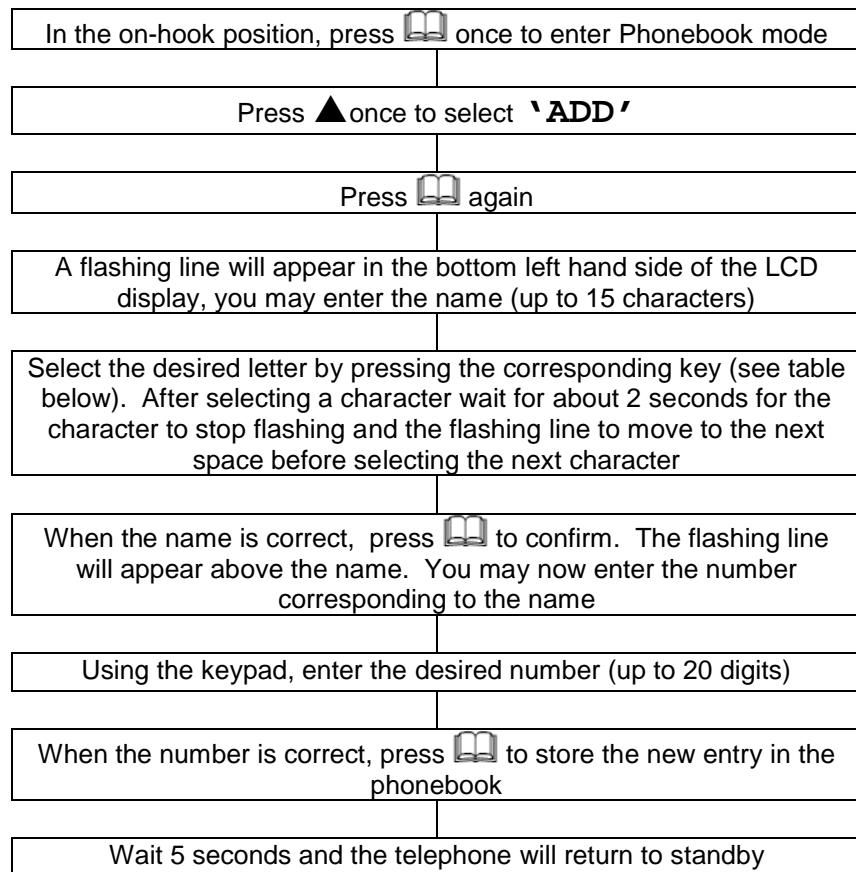 In the on-hook position, press once to enter Phonebook mode
Press ▲ once to select ‘ADD’
Press again
A flashing line will appear in the bottom left hand side of the LCD
display, you may enter the name (up to 15 characters)
Select the desired letter by pressing the corresponding key (see table
below). After selecting a character wait for about 2 seconds for the
character to stop flashing and the flashing line to move to the next
space before selecting the next character
When the name is correct, press to confirm. The flashing line
will appear above the name. You may now enter the number
corresponding to the name
Using the keypad, enter the desired number (up to 20 digits)
When the number is correct, press to store the new entry in the
phonebook
Wait 5 seconds and the telephone will return to standby